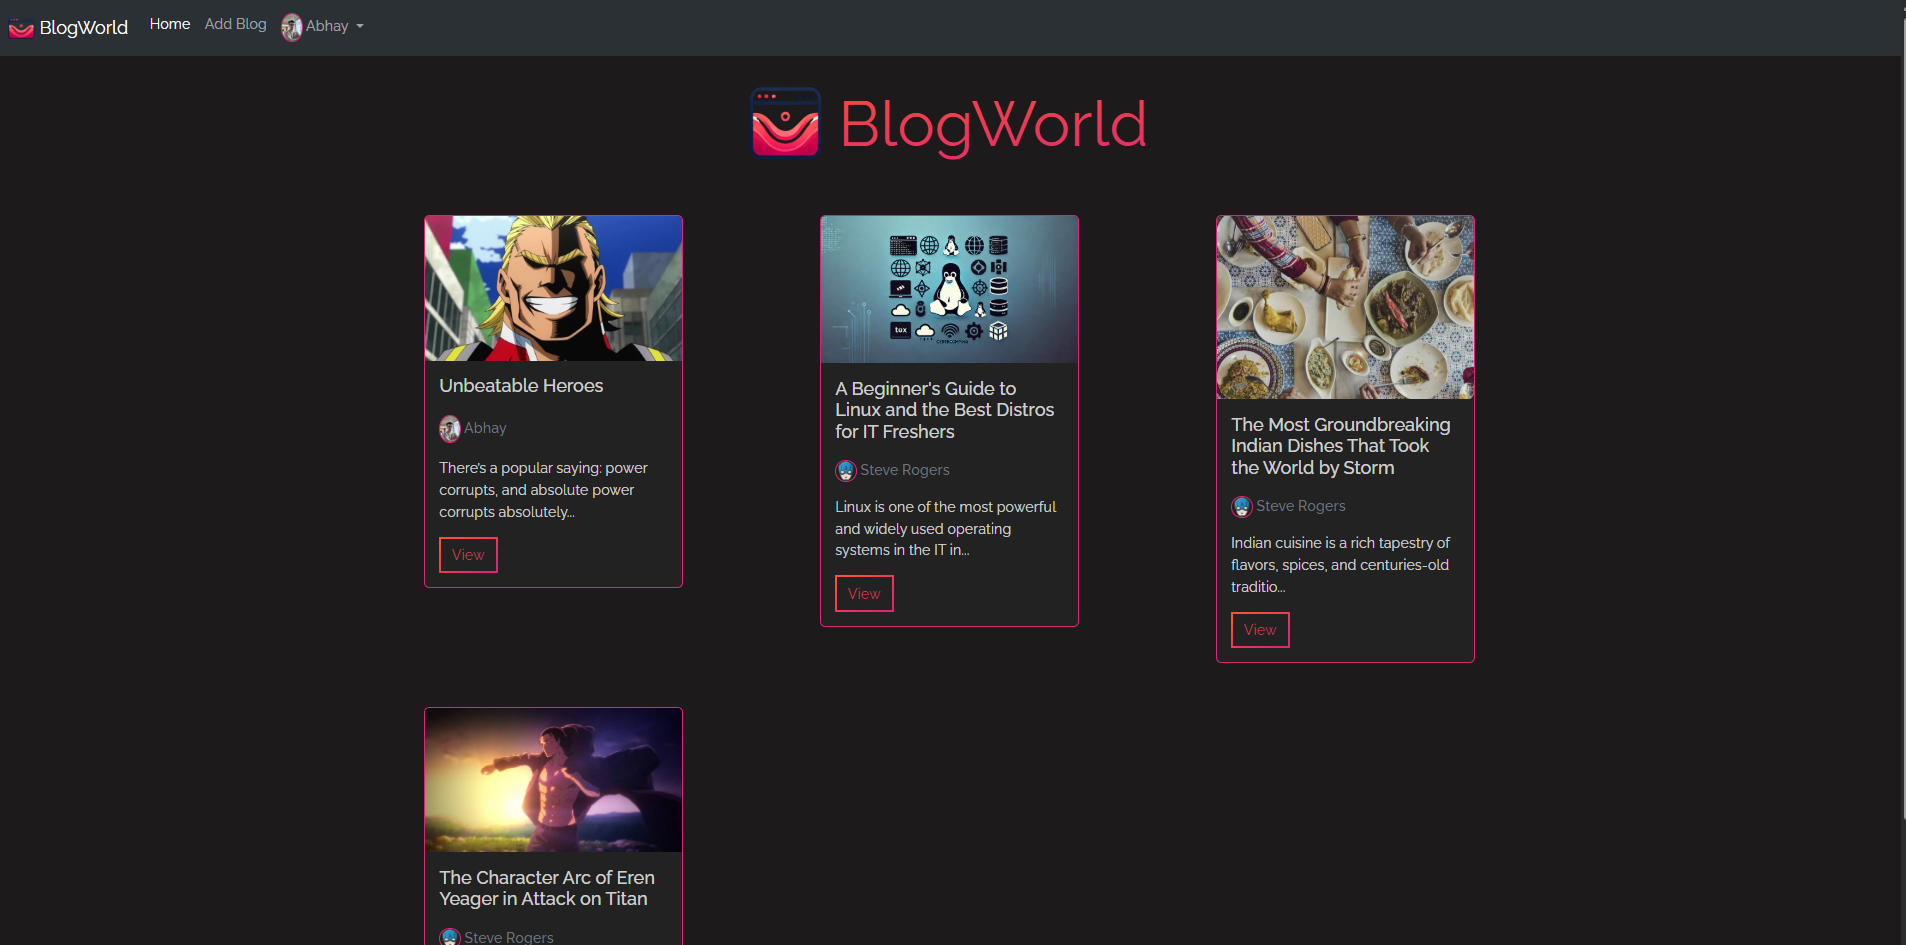 BlogWorld
Home
Add Blog
Abhay
BlogWorld
Unbeatable Heroes
Abhay
There's a popular saying: power
corrupts, and absolute power
corrupts absolutely...
View
tux
A Beginner's Guide to
Linux and the Best Distros
for IT Freshers
Steve Rogers
Linux is one of the most powerful
and widely used operating
systems in the IT in...
View
The Most Groundbreaking
Indian Dishes That Took
the World by Storm
Steve Rogers
Indian cuisine is a rich tapestry of
flavors, spices, and centuries-old
traditio...
View
The Character Arc of Eren
Yeager in Attack on Titan
Steve Rogers